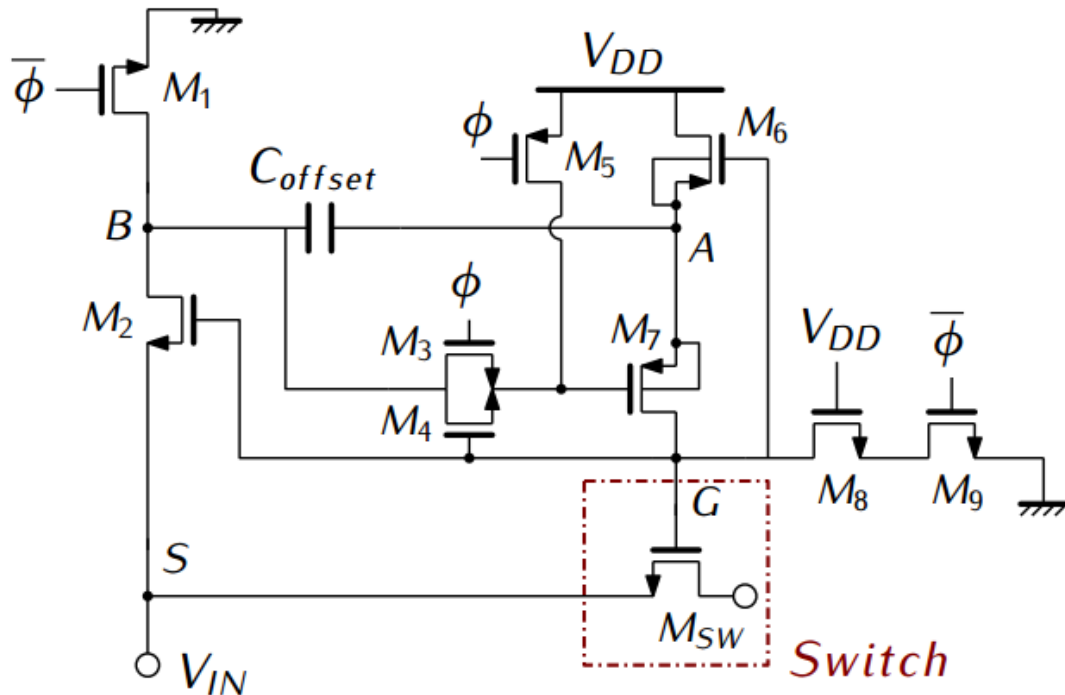 V_DD
φ̅
M₁
φ
M₅
M₆
C_offset
B
A
M₂
φ
M₃
M₇
V_DD
φ̅
M₄
G
M₈
M₉
S
M_SW
V_IN
Switch